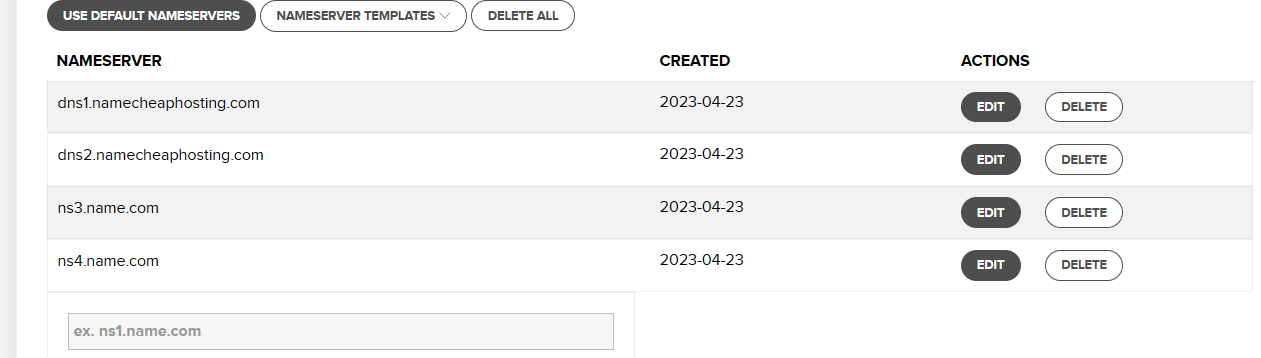 USE DEFAULT NAMESERVERS NAMESERVER TEMPLATES DELETE ALL
NAMESERVER CREATED ACTIONS
dns1.namecheaphosting.com 2023-04-23 EDIT DELETE
dns2.namecheaphosting.com 2023-04-23 EDIT DELETE
ns3.name.com 2023-04-23 EDIT DELETE
ns4.name.com 2023-04-23 EDIT DELETE
ex. ns1.name.com